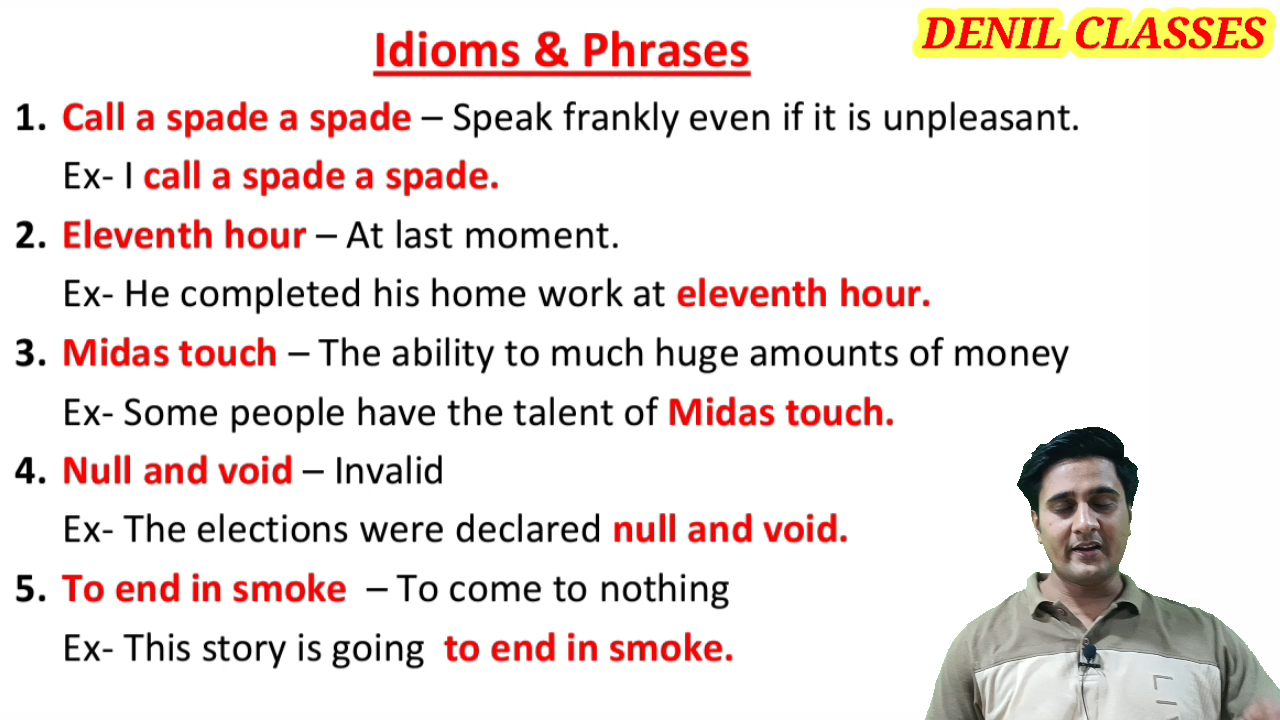 DENIL CLASSES
Idioms & Phrases
1. Call a spade a spade – Speak frankly even if it is unpleasant.
Ex- I call a spade a spade.
2. Eleventh hour – At last moment.
Ex- He completed his home work at eleventh hour.
3. Midas touch – The ability to much huge amounts of money
Ex- Some people have the talent of Midas touch.
4. Null and void – Invalid
Ex- The elections were declared null and void.
5. To end in smoke – To come to nothing
Ex- This story is going to end in smoke.